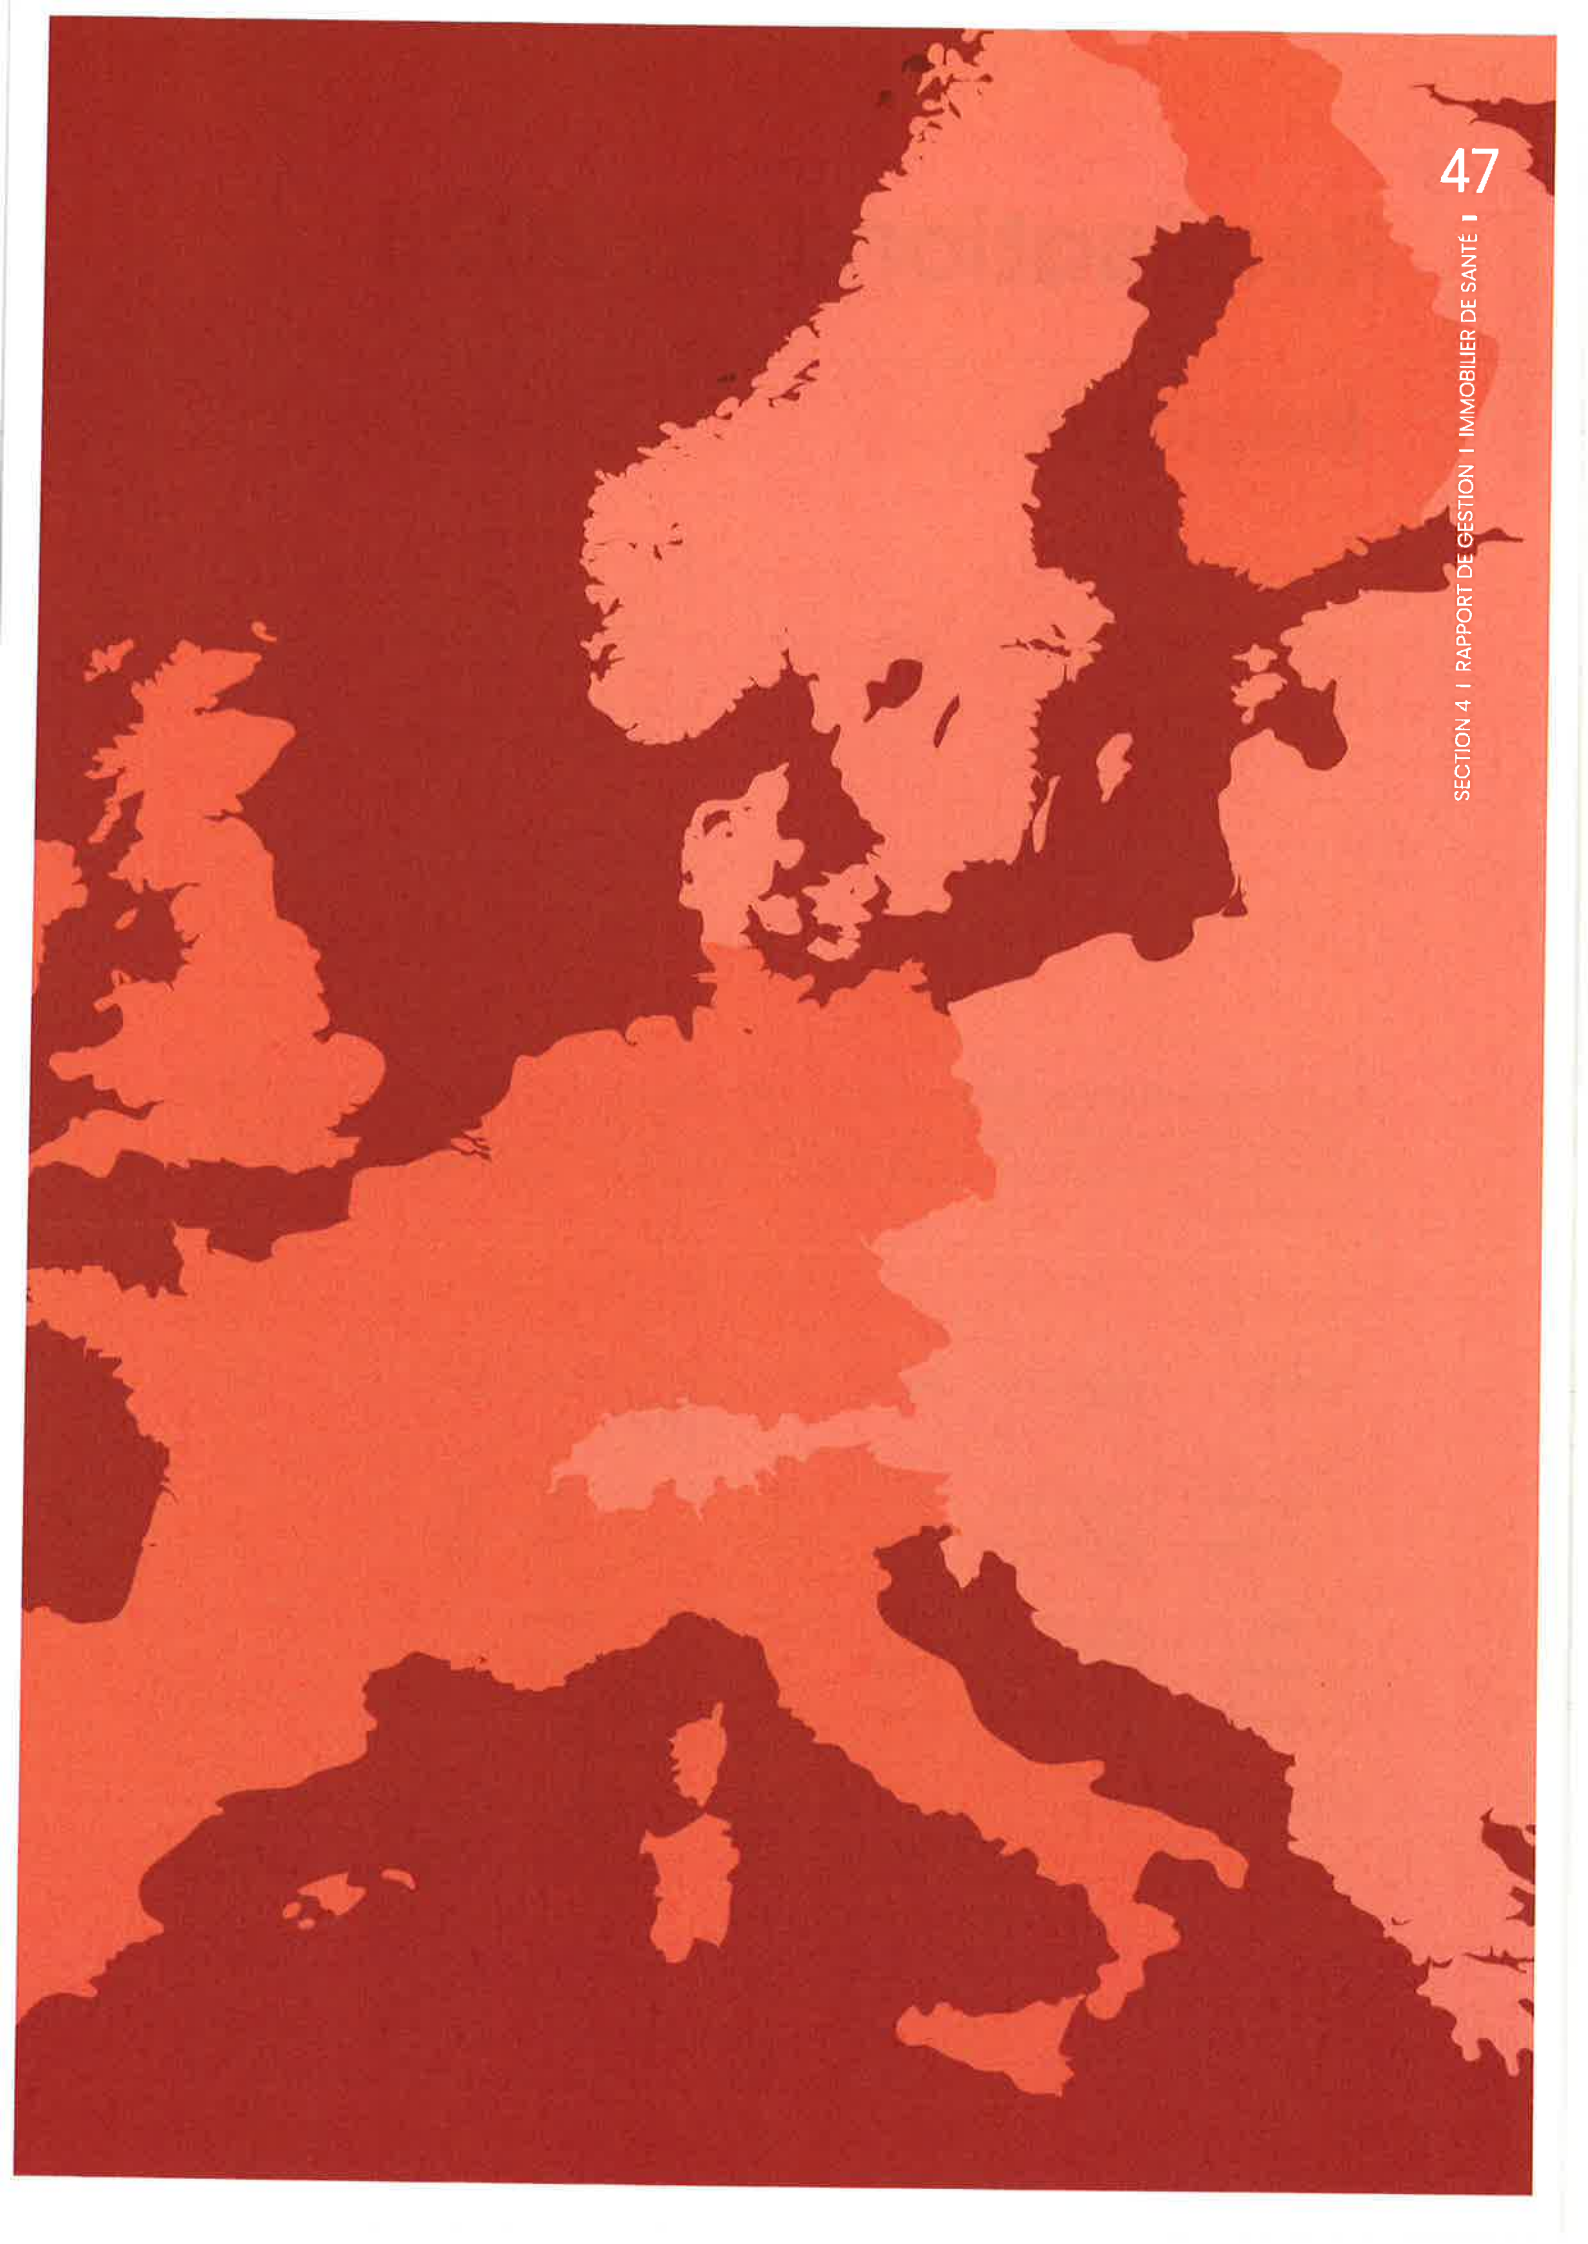 47
SECTION 4 I RAPPORT DE GESTION I IMMOBILIER DE SANTÉ I